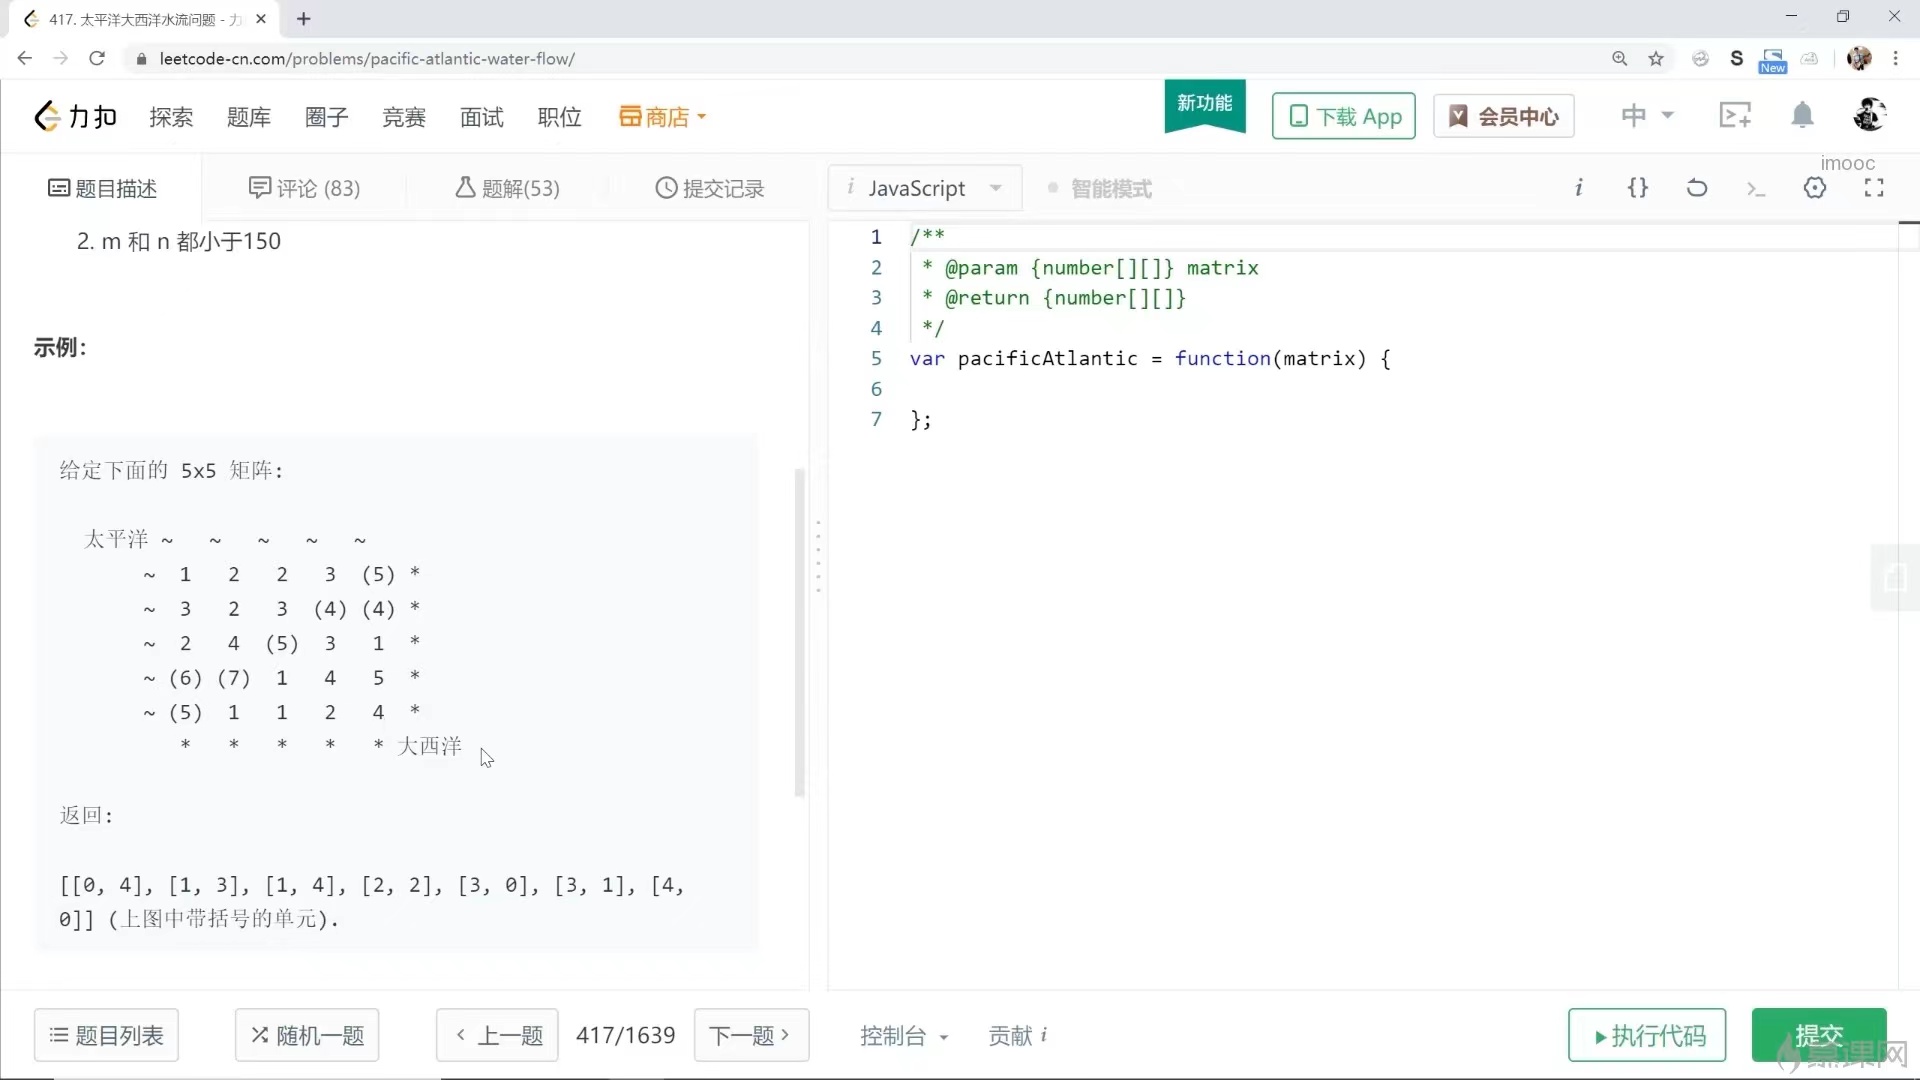 417. 太平洋大西洋水流问题 - 力
leetcode-cn.com/problems/pacific-atlantic-water-flow/
S
New
力扣 探索 题库 圈子 竞赛 面试 职位 商店 新功能 下载 App 会员中心 中
imooc
题目描述 评论 (83) 题解(53) 提交记录
i JavaScript 智能模式 i {} >_
2. m 和 n 都小于150
示例：
给定下面的 5x5 矩阵:
太平洋 ~ ~ ~ ~ ~
~ 1 2 2 3 (5) *
~ 3 2 3 (4) (4) *
~ 2 4 (5) 3 1 *
~ (6) (7) 1 4 5 *
~ (5) 1 1 2 4 *
* * * * * 大西洋
返回:
[[0, 4], [1, 3], [1, 4], [2, 2], [3, 0], [3, 1], [4,
0]] (上图中带括号的单元).
1 /**
2 * @param {number[][]} matrix
3 * @return {number[][]}
4 */
5 var pacificAtlantic = function(matrix) {
6
7 };
题目列表 随机一题 < 上一题 417/1639 下一题 > 控制台 贡献 i 执行代码 提交
慕课网